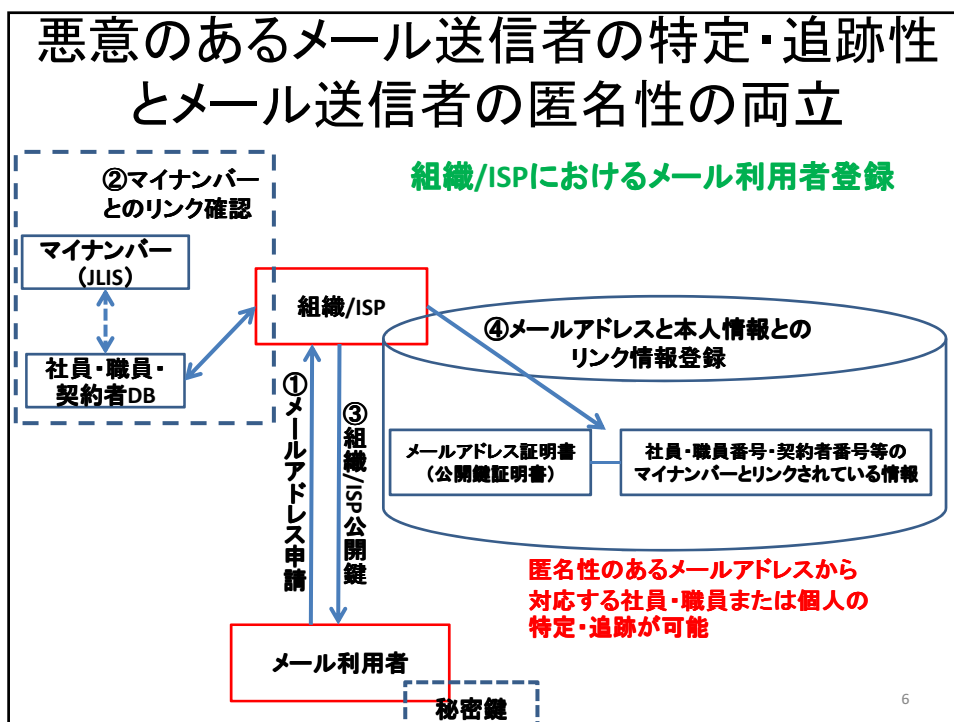 悪意のあるメール送信者の特定・追跡性
とメール送信者の匿名性の両立
組織/ISPにおけるメール利用者登録
②マイナンバー
とのリンク確認
マイナンバー
(JLIS)
社員・職員・
契約者DB
組織/ISP
④メールアドレスと本人情報との
リンク情報登録
①メールアドレス申請
③組織/ISP公開鍵
メールアドレス証明書
(公開鍵証明書)
社員・職員番号・契約者番号等の
マイナンバーとリンクされている情報
匿名性のあるメールアドレスから
対応する社員・職員または個人の
特定・追跡が可能
メール利用者
秘密鍵
6